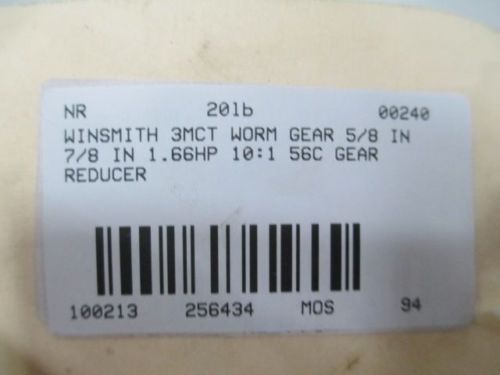 NR 20lb 00240
WINSMITH 3MCT WORM GEAR 5/8 IN
7/8 IN 1.66HP 10:1 56C GEAR
REDUCER
100213 256434 MOS 94